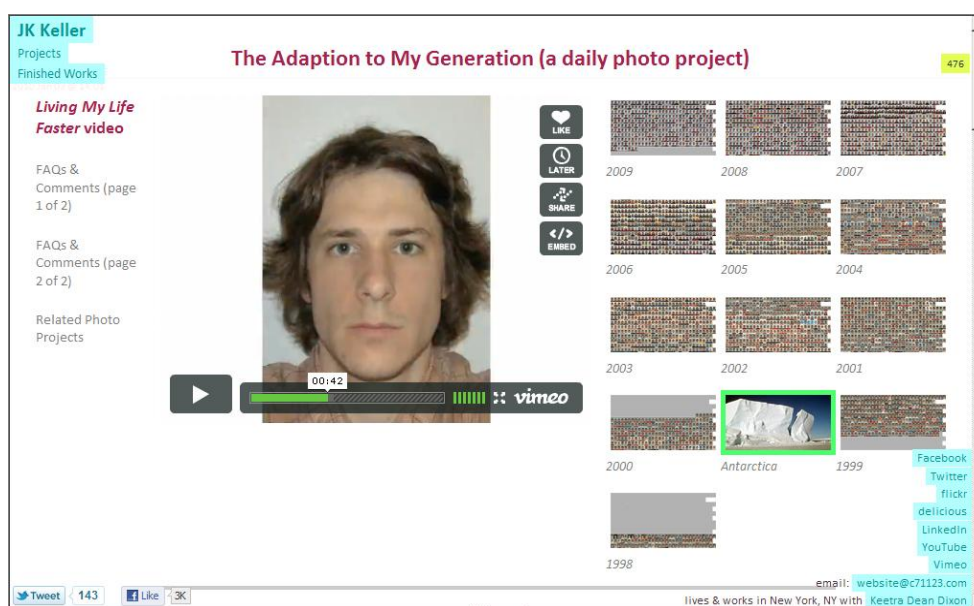 JK Keller
Projects
Finished Works
The Adaption to My Generation (a daily photo project)
476
Living My Life
Faster video
FAQs &
Comments (page
1 of 2)
FAQs &
Comments (page
2 of 2)
Related Photo
Projects
LIKE
LATER
SHARE
</>
EMBED
00:42
vimeo
2009 2008 2007
2006 2005 2004
2003 2002 2001
2000 Antarctica 1999
1998
Facebook
Twitter
flickr
delicious
LinkedIn
YouTube
Vimeo
email: website@c71123.com
lives & works in New York, NY with Keetra Dean Dixon
Tweet 143 Like 3K